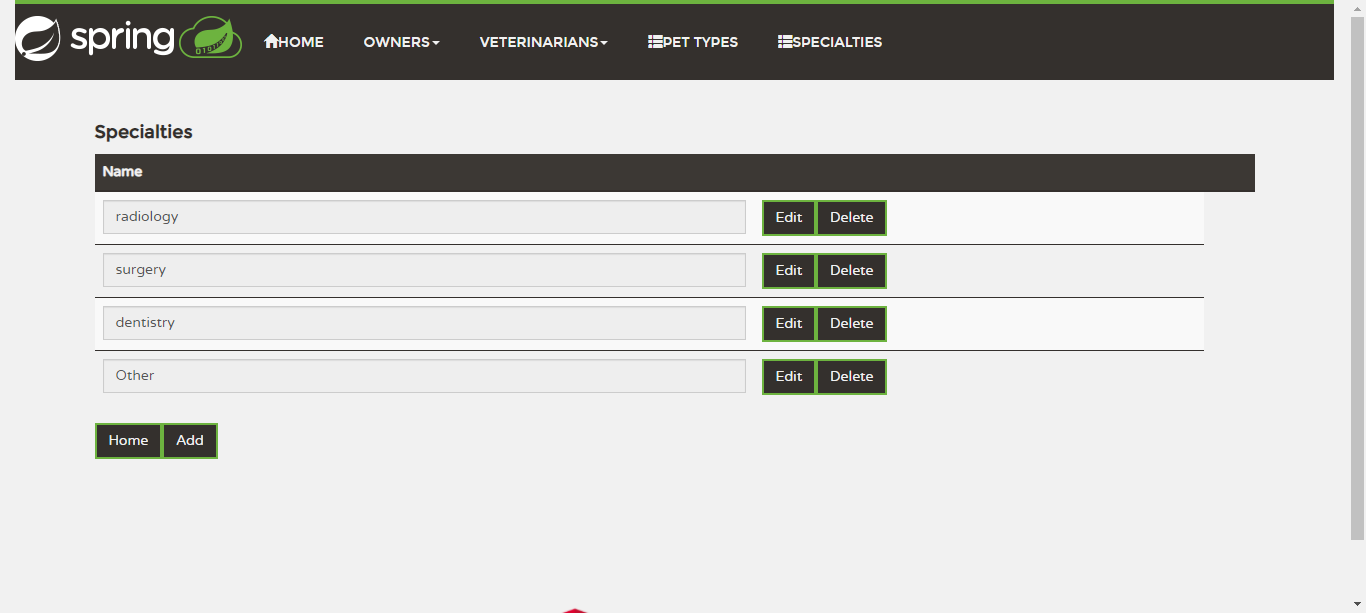 spring HOME OWNERS VETERINARIANS PET TYPES SPECIALTIES
Specialties
Name
radiology Edit Delete
surgery Edit Delete
dentistry Edit Delete
Other Edit Delete
Home Add